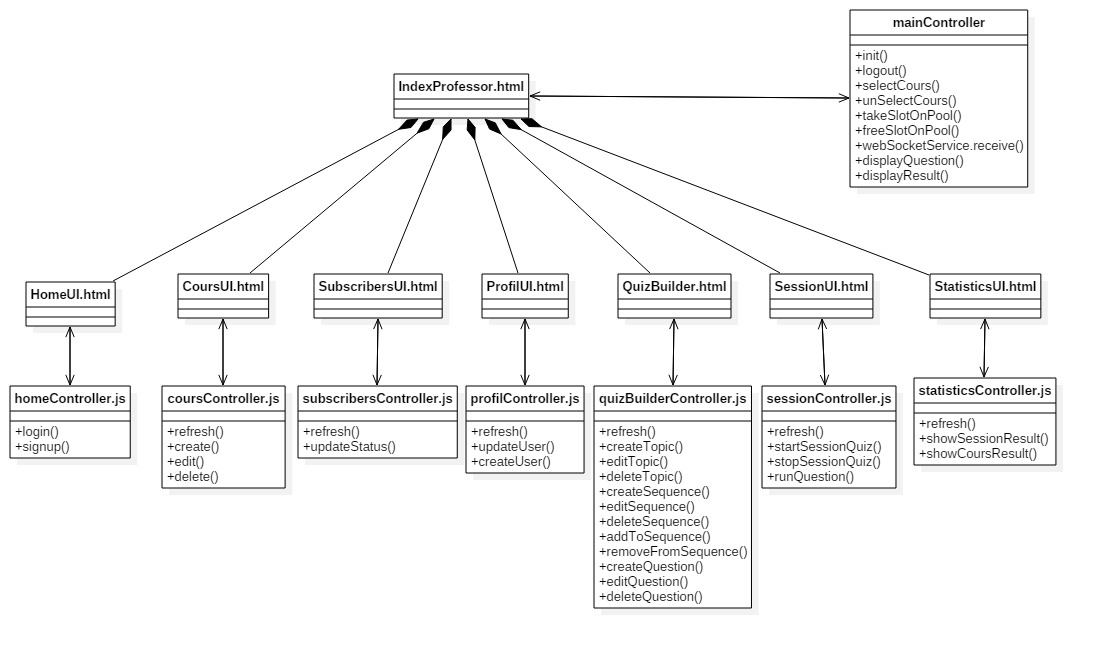 mainController
+init()
+logout()
+selectCours()
+unSelectCours()
+takeSlotOnPool()
+freeSlotOnPool()
+webSocketService.receive()
+displayQuestion()
+displayResult()
IndexProfessor.html
HomeUI.html
CoursUI.html
SubscribersUI.html
ProfilUI.html
QuizBuilder.html
SessionUI.html
StatisticsUI.html
homeController.js
+login()
+signup()
coursController.js
+refresh()
+create()
+edit()
+delete()
subscribersController.js
+refresh()
+updateStatus()
profilController.js
+refresh()
+updateUser()
+createUser()
quizBuilderController.js
+refresh()
+createTopic()
+editTopic()
+deleteTopic()
+createSequence()
+editSequence()
+deleteSequence()
+addToSequence()
+removeFromSequence()
+createQuestion()
+editQuestion()
+deleteQuestion()
sessionController.js
+refresh()
+startSessionQuiz()
+stopSessionQuiz()
+runQuestion()
statisticsController.js
+refresh()
+showSessionResult()
+showCoursResult()